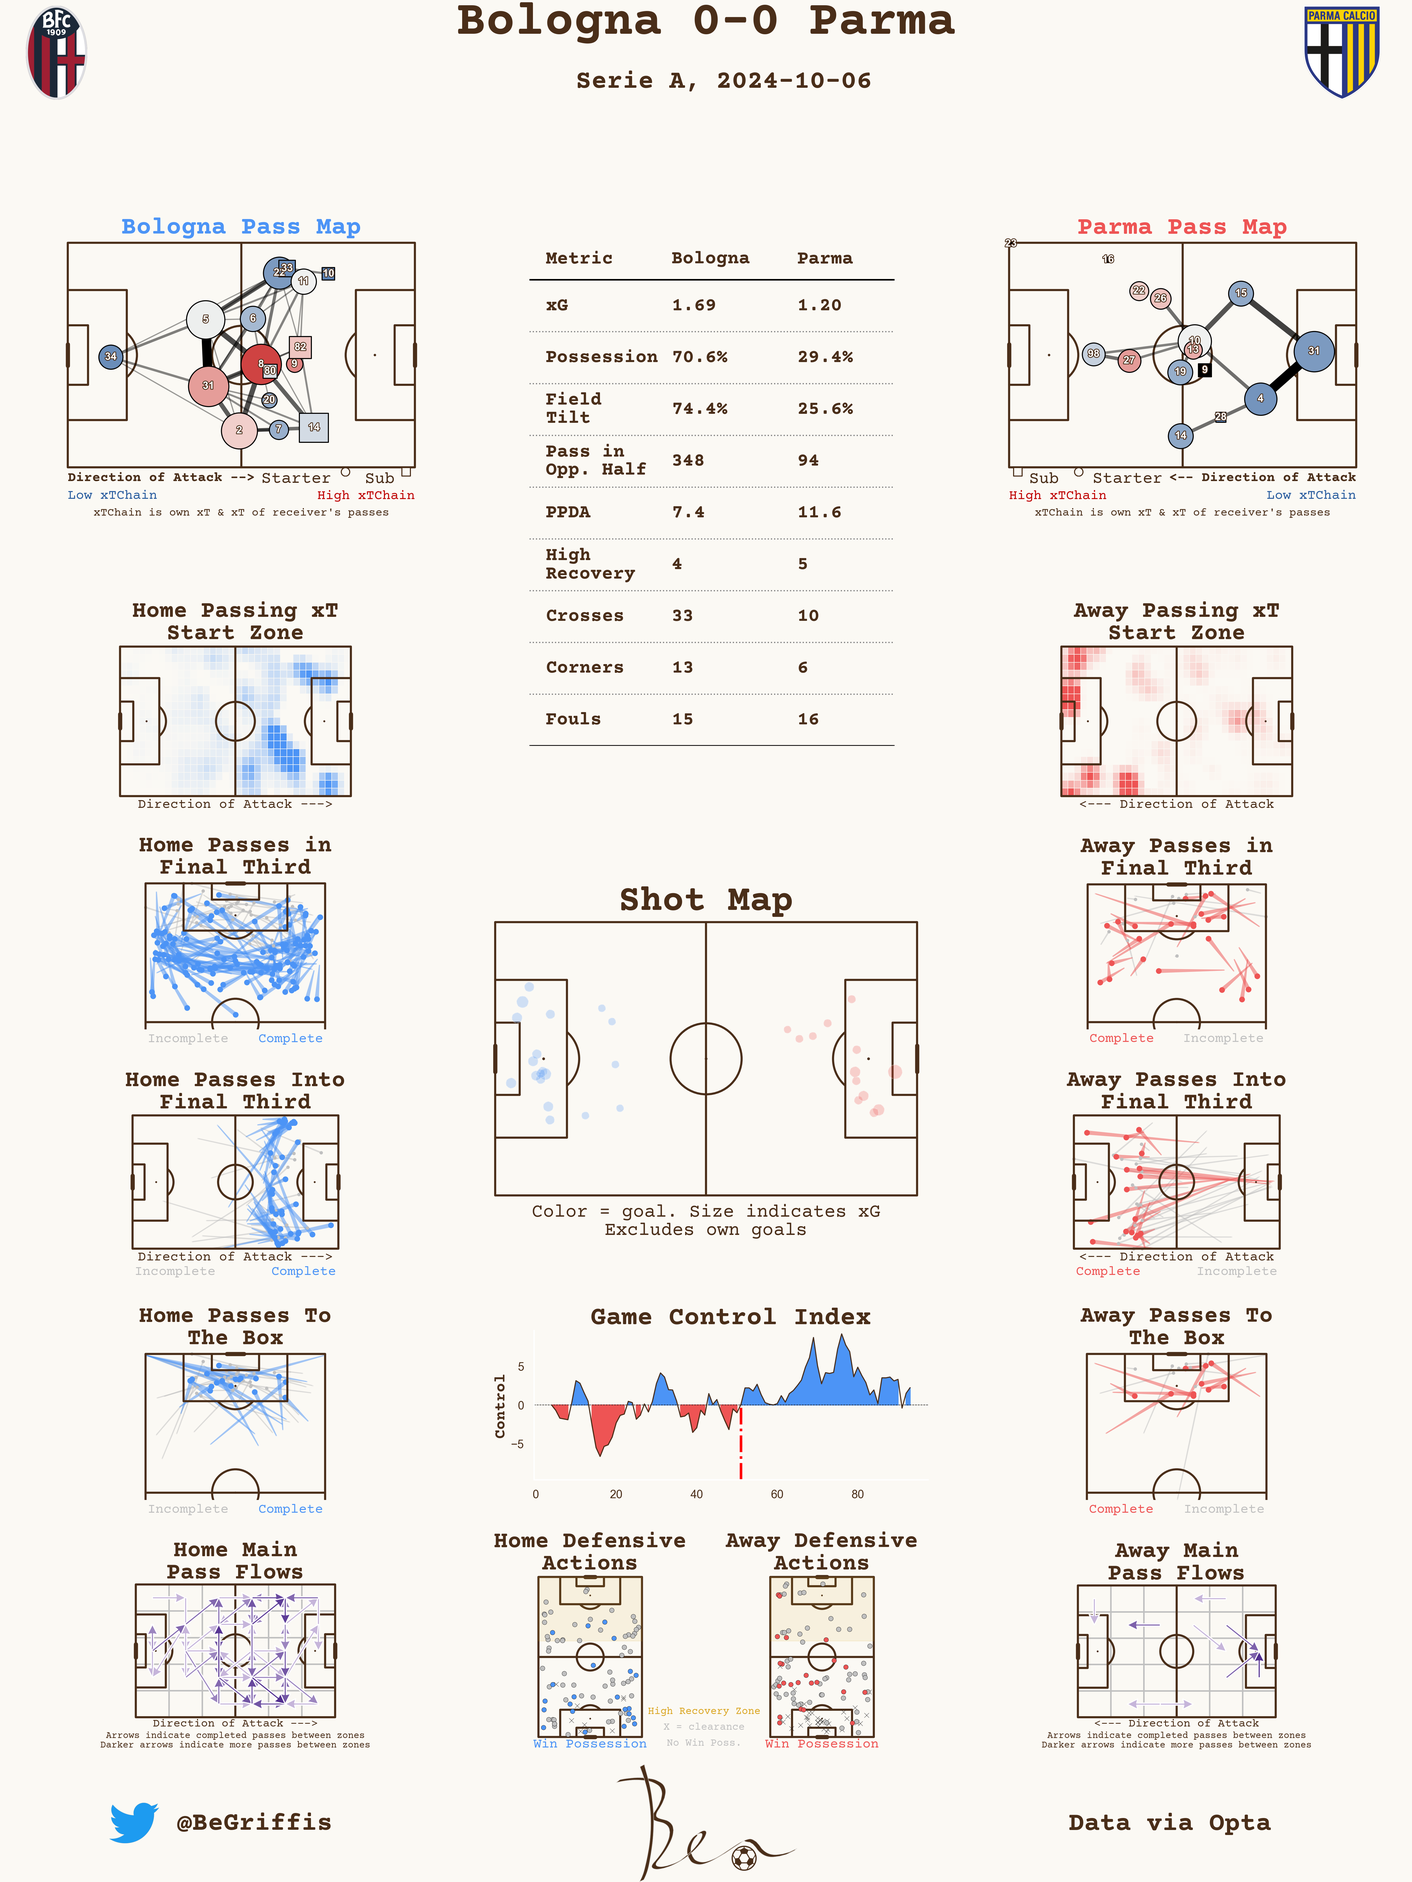 Bologna 0-0 Parma
Serie A, 2024-10-06
BFC
1909
PARMA CALCIO
Bologna Pass Map
34
5
31
2
6
8
80
20
7
14
82
9
11
22
33
10
Direction of Attack --> Starter Sub
Low xTChain High xTChain
xTChain is own xT & xT of receiver's passes
Metric Bologna Parma
xG 1.69 1.20
Possession 70.6% 29.4%
Field
Tilt 74.4% 25.6%
Pass in
Opp. Half 348 94
PPDA 7.4 11.6
High
Recovery 4 5
Crosses 33 10
Corners 13 6
Fouls 15 16
Parma Pass Map
23
16
22
26
15
10
13
98
27
19
9
31
4
28
14
Sub Starter <-- Direction of Attack
High xTChain Low xTChain
xTChain is own xT & xT of receiver's passes
Home Passing xT
Start Zone
Direction of Attack --->
Away Passing xT
Start Zone
<--- Direction of Attack
Home Passes in
Final Third
Incomplete Complete
Away Passes in
Final Third
Complete Incomplete
Shot Map
Color = goal. Size indicates xG
Excludes own goals
Home Passes Into
Final Third
Direction of Attack --->
Incomplete Complete
Away Passes Into
Final Third
<--- Direction of Attack
Complete Incomplete
Home Passes To
The Box
Incomplete Complete
Game Control Index
Control
5
0
−5
0 20 40 60 80
Away Passes To
The Box
Complete Incomplete
Home Main
Pass Flows
Direction of Attack --->
Arrows indicate completed passes between zones
Darker arrows indicate more passes between zones
Home Defensive
Actions
Win Possession
Away Defensive
Actions
Win Possession
High Recovery Zone
X = clearance
No Win Poss.
Away Main
Pass Flows
<--- Direction of Attack
Arrows indicate completed passes between zones
Darker arrows indicate more passes between zones
@BeGriffis
Data via Opta